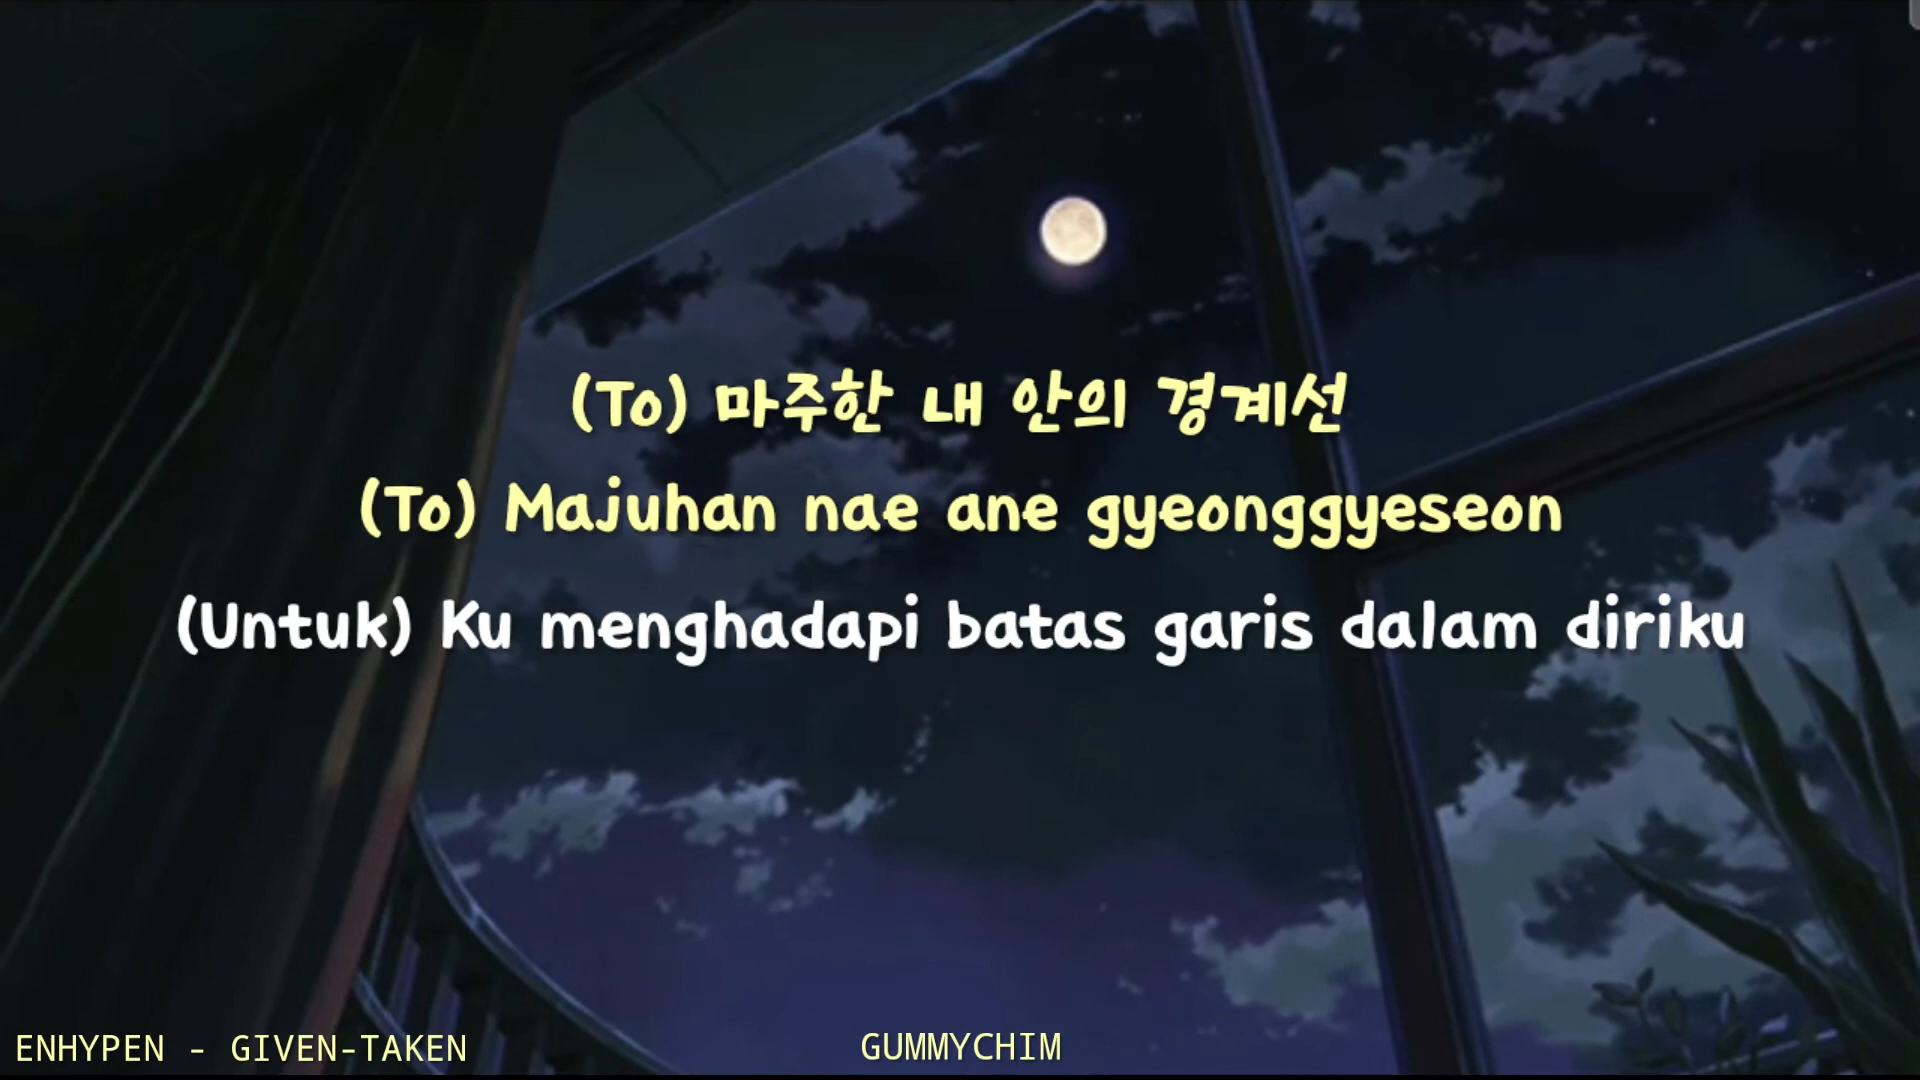 (To) 마주한 내 안의 경계선
(To) Majuhan nae ane gyeonggyeseon
(Untuk) Ku menghadapi batas garis dalam diriku
ENHYPEN - GIVEN-TAKEN
GUMMYCHIM